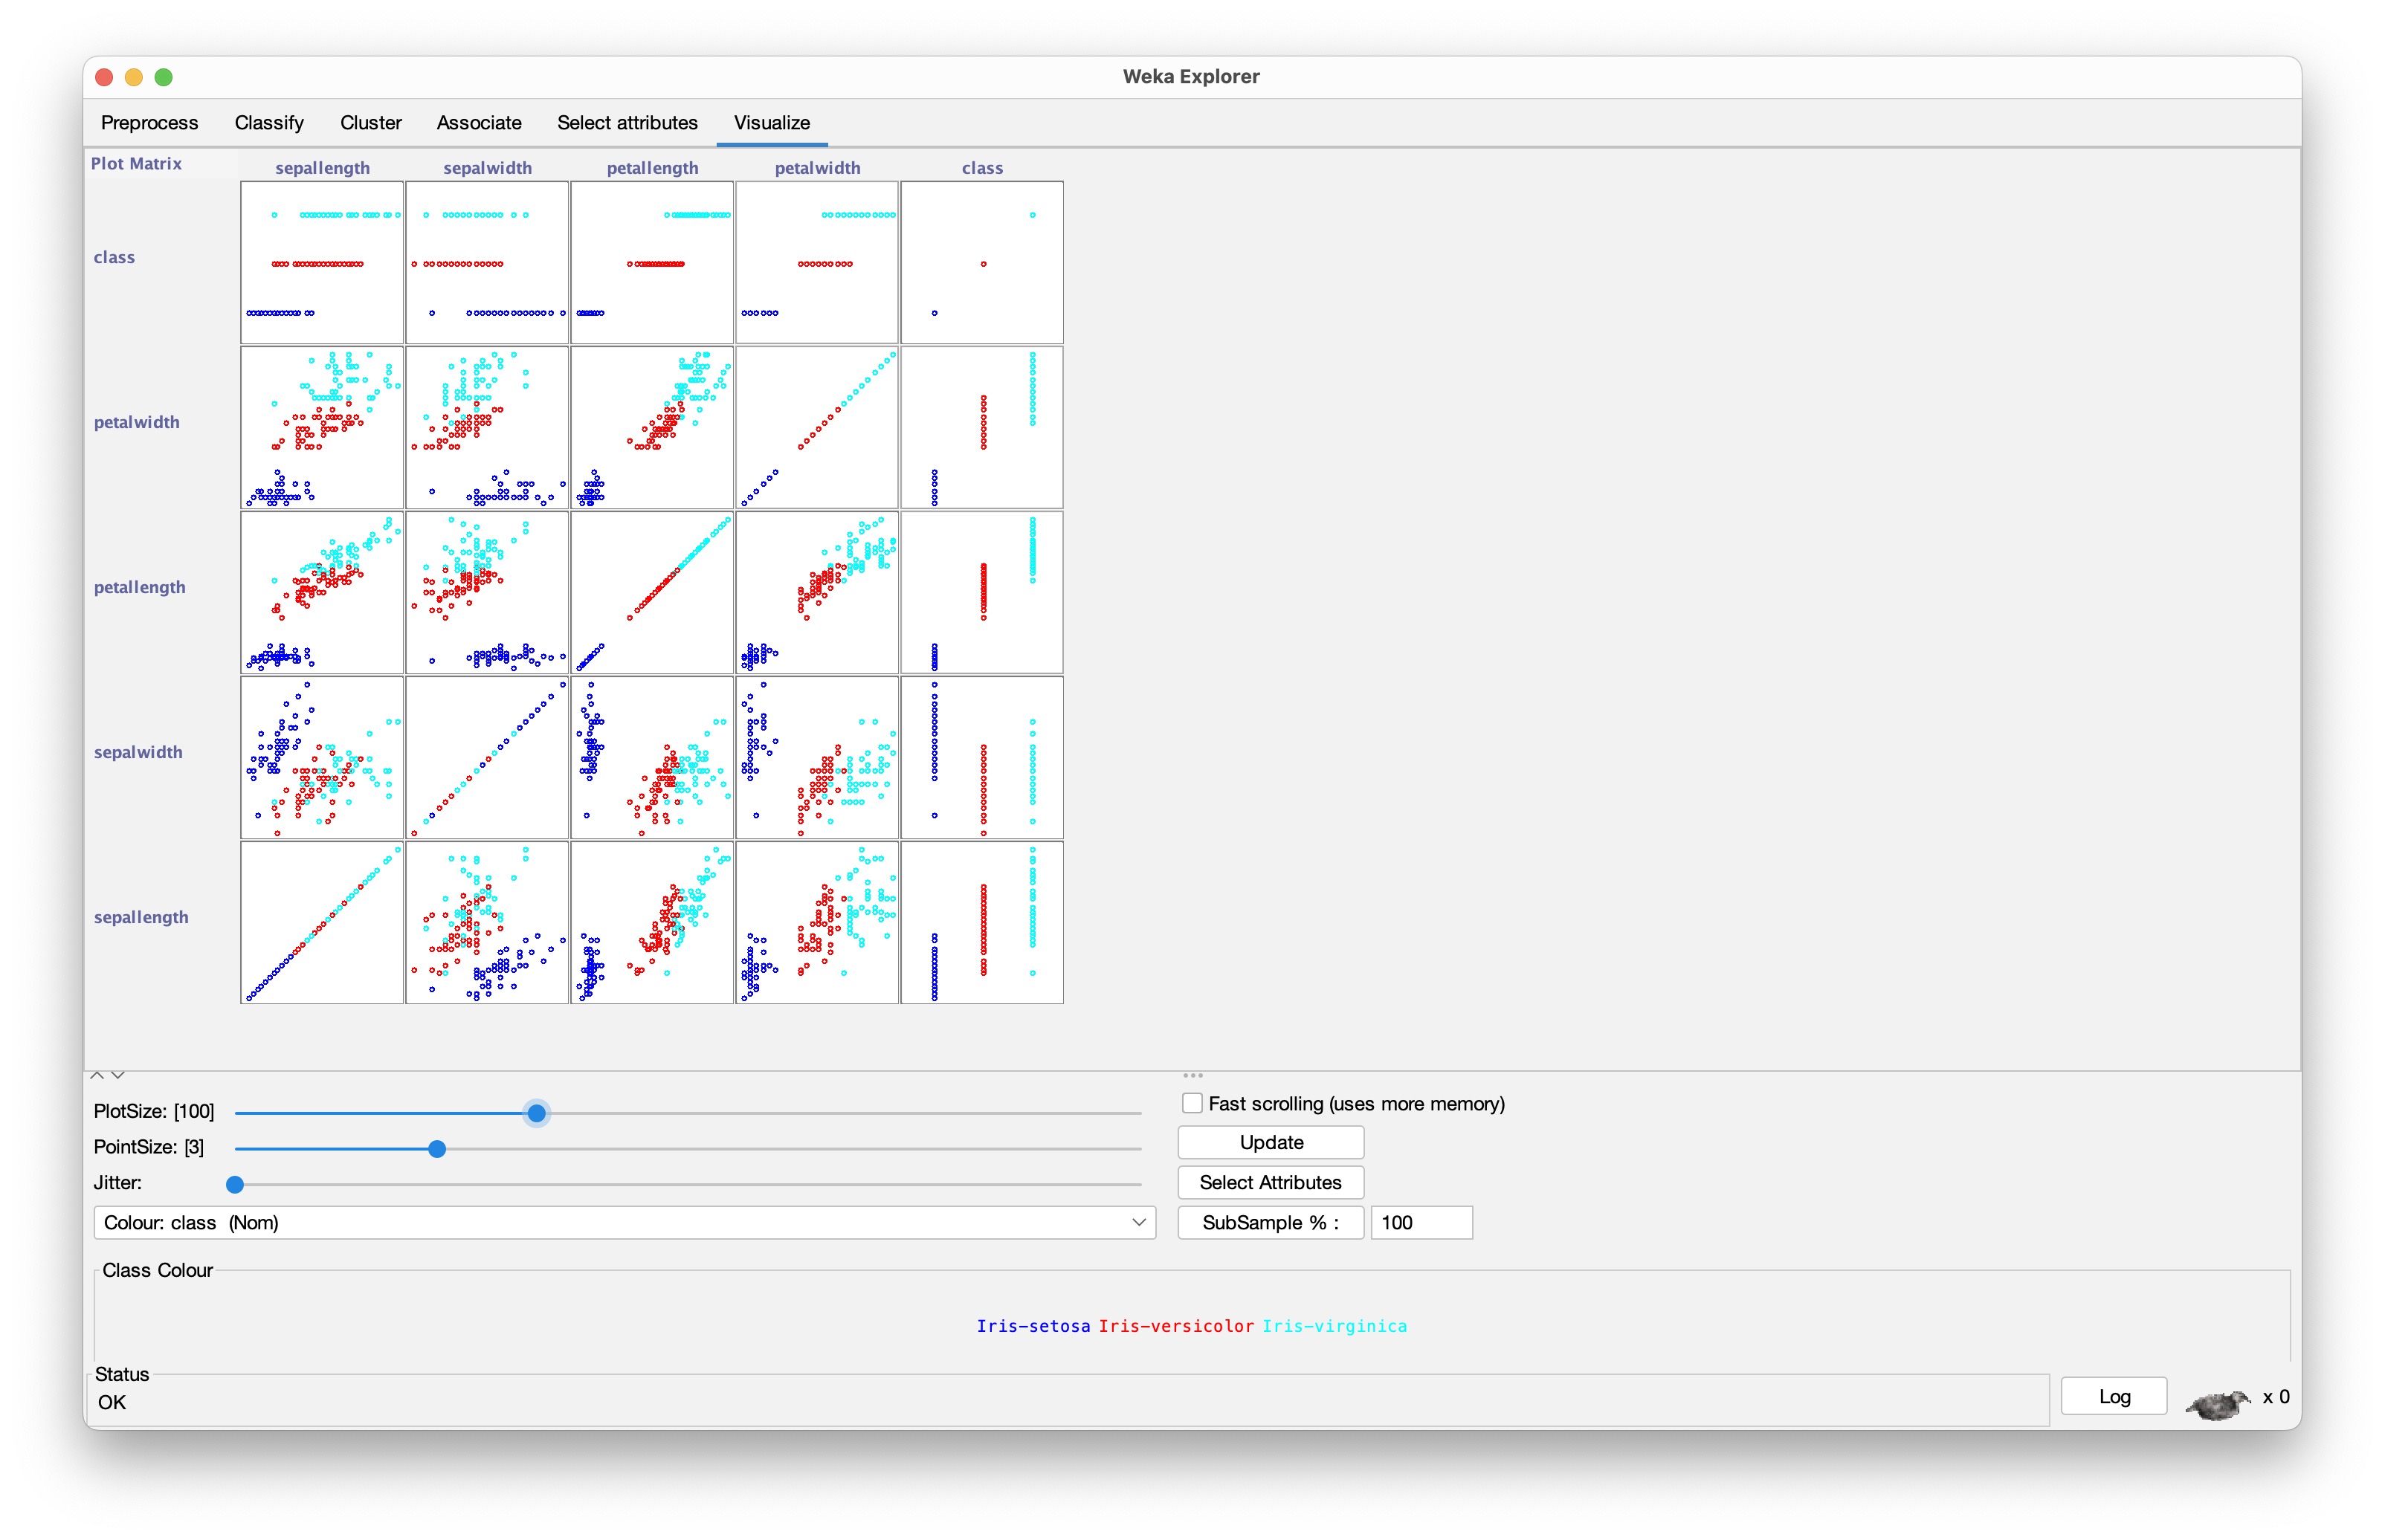 Weka Explorer
Preprocess Classify Cluster Associate Select attributes Visualize
Plot Matrix sepallength sepalwidth petallength petalwidth class
class
petalwidth
petallength
sepalwidth
sepallength
PlotSize: [100]
PointSize: [3]
Jitter:
Colour: class (Nom)
Fast scrolling (uses more memory)
Update
Select Attributes
SubSample % : 100
Class Colour
Iris-setosa Iris-versicolor Iris-virginica
Status
OK
Log x 0